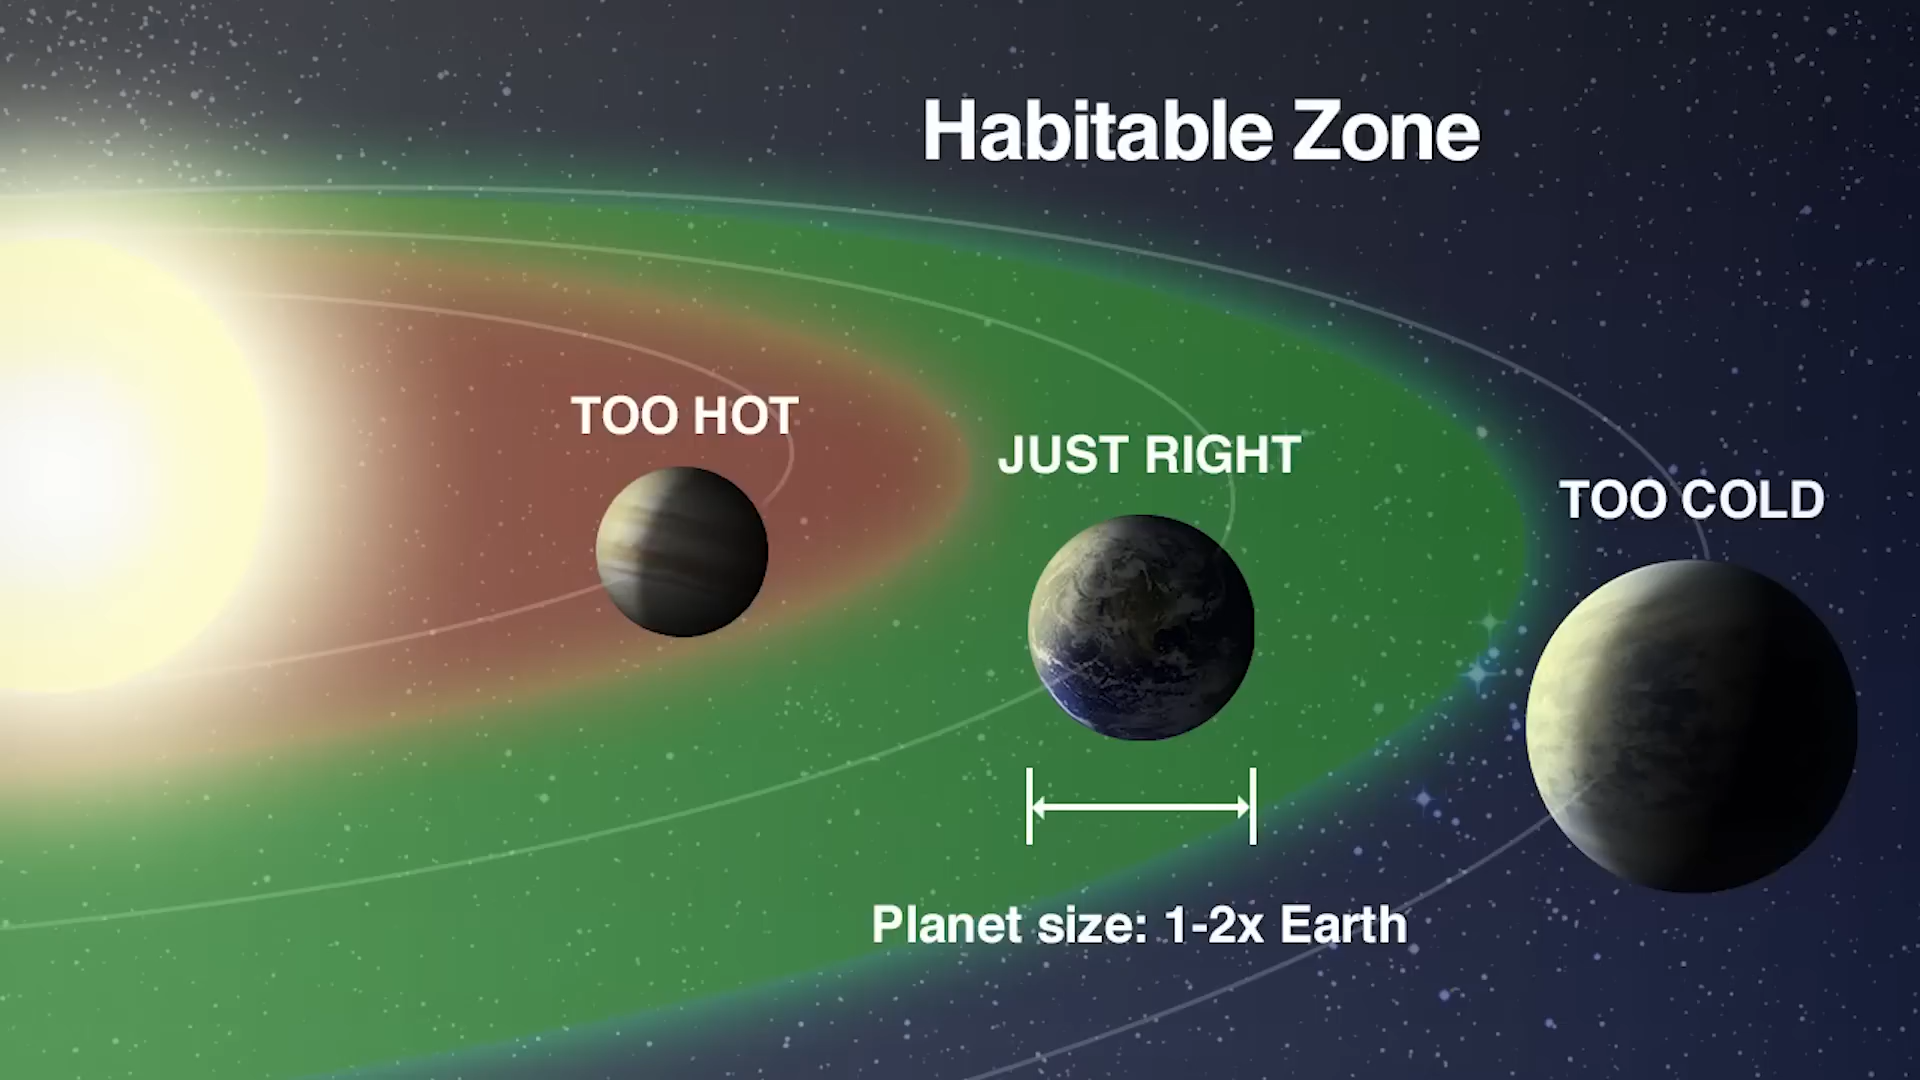 Habitable Zone
TOO HOT
JUST RIGHT
TOO COLD
Planet size: 1-2x Earth